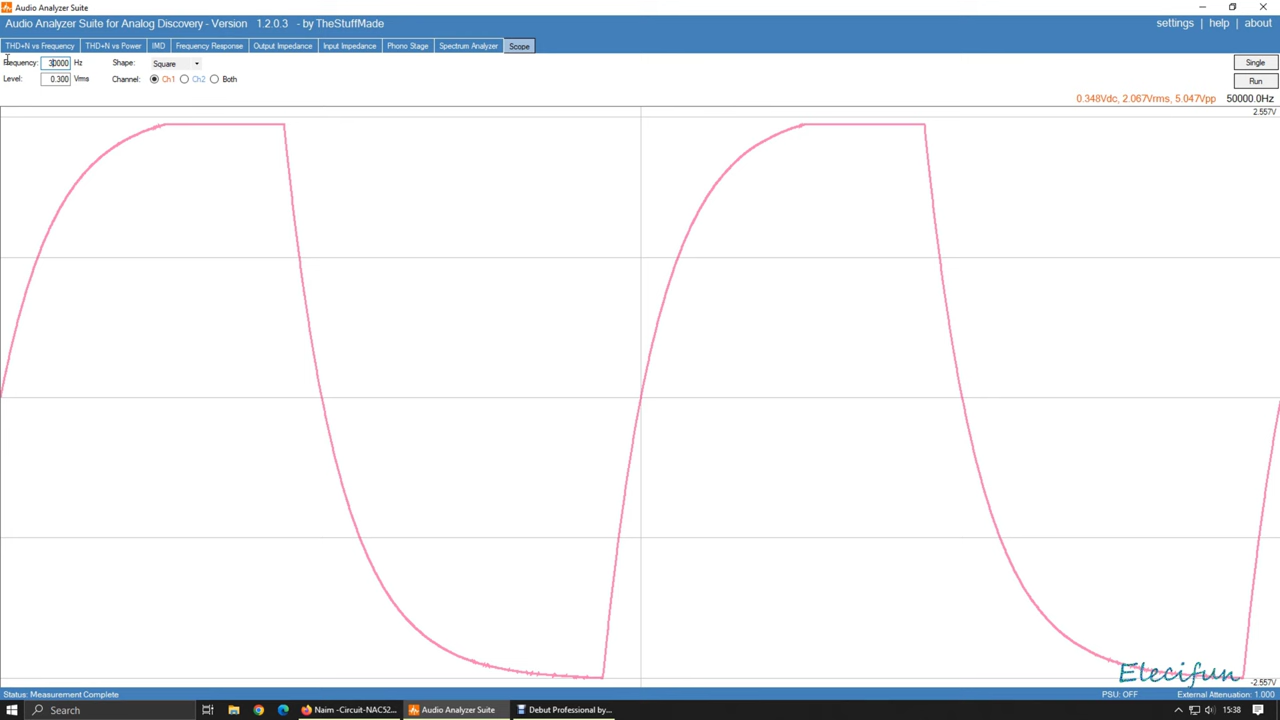 Audio Analyzer Suite
Audio Analyzer Suite for Analog Discovery - Version 1.2.0.3 - by TheStuffMade
settings | help | about
THD+N vs Frequency THD+N vs Power IMD Frequency Response Output Impedance Input Impedance Phono Stage Spectrum Analyzer Scope
Frequency: 30000 Hz Shape: Square Single
Level: 0.300 Vrms Channel: Ch1 Ch2 Both Run
0.348Vdc, 2.067Vrms, 5.047Vpp 50000.0Hz
2.557V
Elecifun
-2.557V
Status: Measurement Complete PSU: OFF External Attenuation: 1.000
Search Naim -Circuit-NAC52... Audio Analyzer Suite Debut Professional by... 15:38